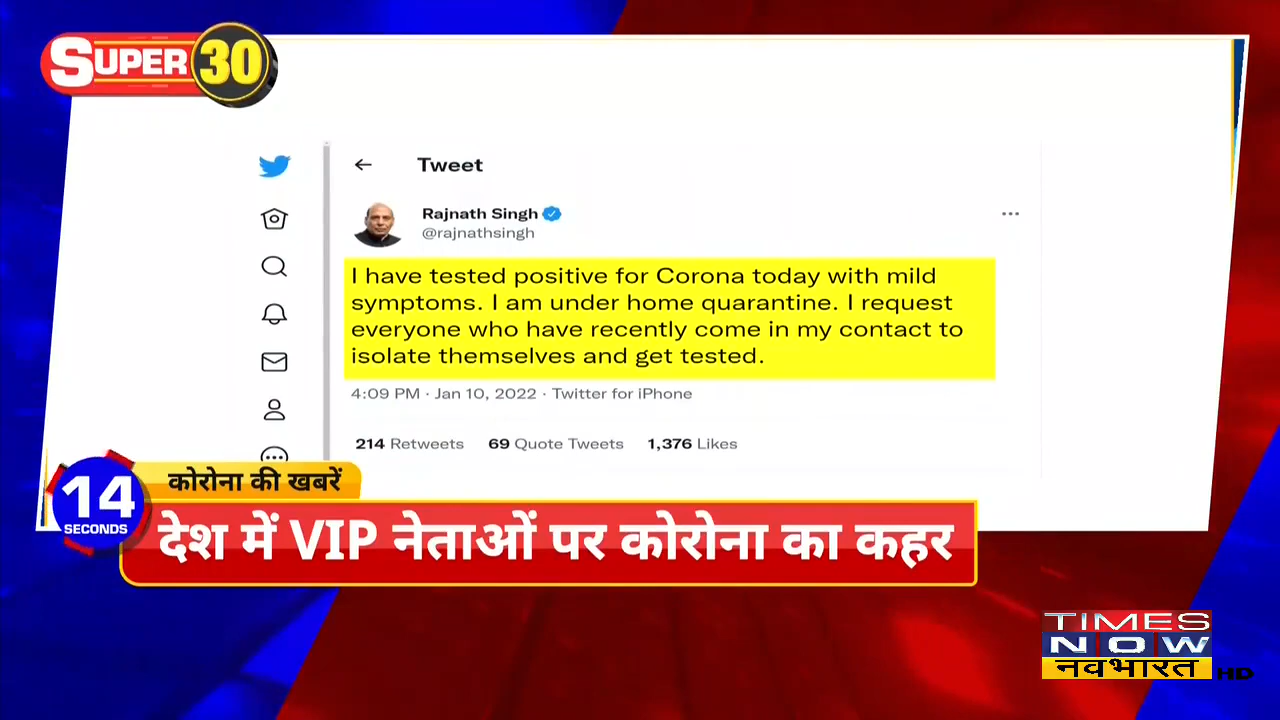 SUPER 30
Tweet
Rajnath Singh
@rajnathsingh
I have tested positive for Corona today with mild
symptoms. I am under home quarantine. I request
everyone who have recently come in my contact to
isolate themselves and get tested.
4:09 PM · Jan 10, 2022 · Twitter for iPhone
214 Retweets 69 Quote Tweets 1,376 Likes
14
SECONDS
कोरोना की खबरें
देश में VIP नेताओं पर कोरोना का कहर
TIMES
NOW
नवभारत HD